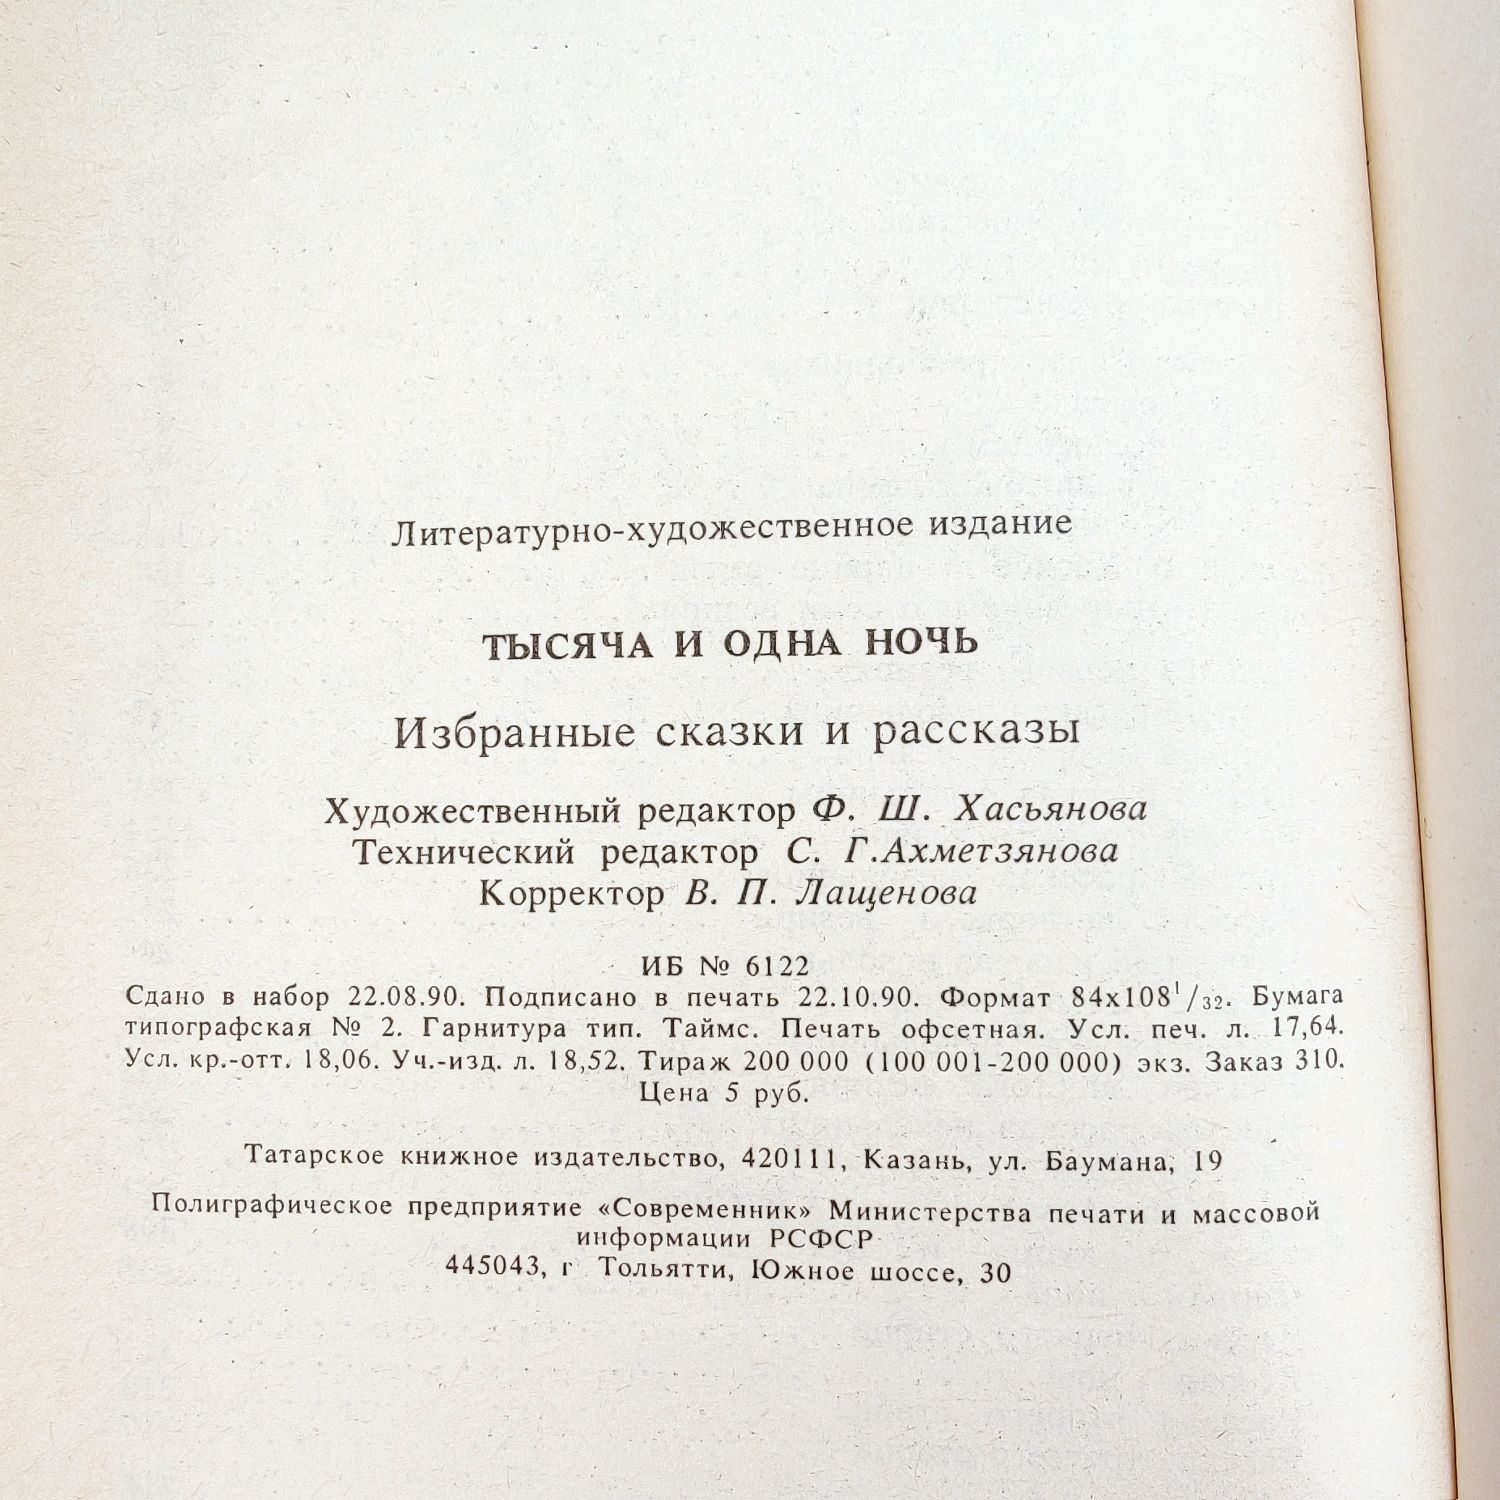 Литературно-художественное издание
ТЫСЯЧА И ОДНА НОЧЬ
Избранные сказки и рассказы
Художественный редактор Ф. Ш. Хасьянова
Технический редактор С. Г.Ахметзянова
Корректор В. П. Лащенова
ИБ № 6122
Сдано в набор 22.08.90. Подписано в печать 22.10.90. Формат 84х108¹/₃₂. Бумага
типографская № 2. Гарнитура тип. Таймс. Печать офсетная. Усл. печ. л. 17,64.
Усл. кр.-отт. 18,06. Уч.-изд. л. 18,52. Тираж 200 000 (100 001-200 000) экз. Заказ 310.
Цена 5 руб.
Татарское книжное издательство, 420111, Казань, ул. Баумана, 19
Полиграфическое предприятие «Современник» Министерства печати и массовой
информации РСФСР
445043, г Тольятти, Южное шоссе, 30